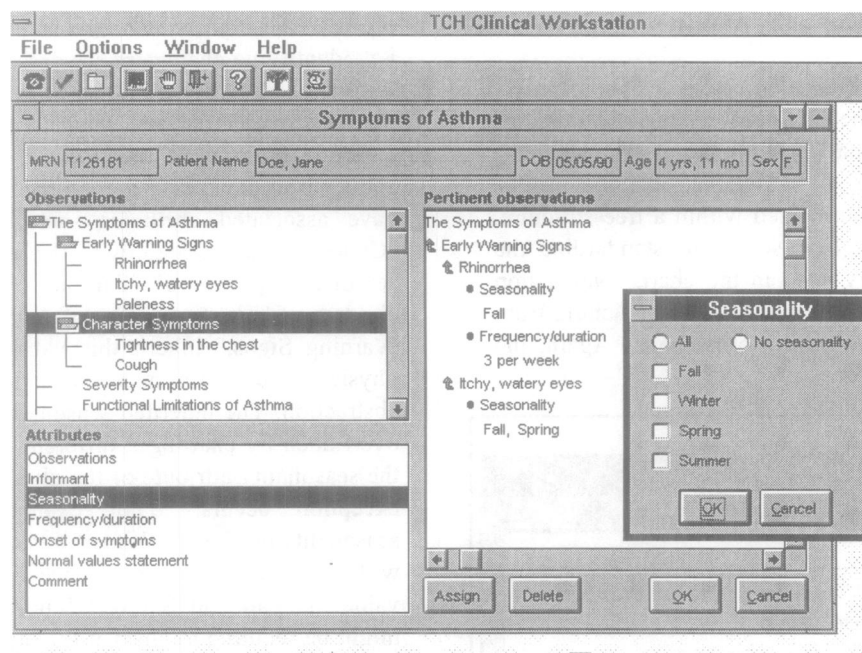 TCH Clinical Workstation
File Options Window Help
Symptoms of Asthma
MRN T126181 Patient Name Doe, Jane DOB 05/05/90 Age 4 yrs, 11 mo Sex F
Observations
The Symptoms of Asthma
Early Warning Signs
Rhinorrhea
Itchy, watery eyes
Paleness
Character Symptoms
Tightness in the chest
Cough
Severity Symptoms
Functional Limitations of Asthma
Attributes
Observations
Informant
Seasonality
Frequency/duration
Onset of symptoms
Normal values statement
Comment
Pertinent observations
The Symptoms of Asthma
Early Warning Signs
Rhinorrhea
Seasonality
Fall
Frequency/duration
3 per week
Itchy, watery eyes
Seasonality
Fall, Spring
Assign Delete OK Cancel
Seasonality
All No seasonality
Fall
Winter
Spring
Summer
OK Cancel